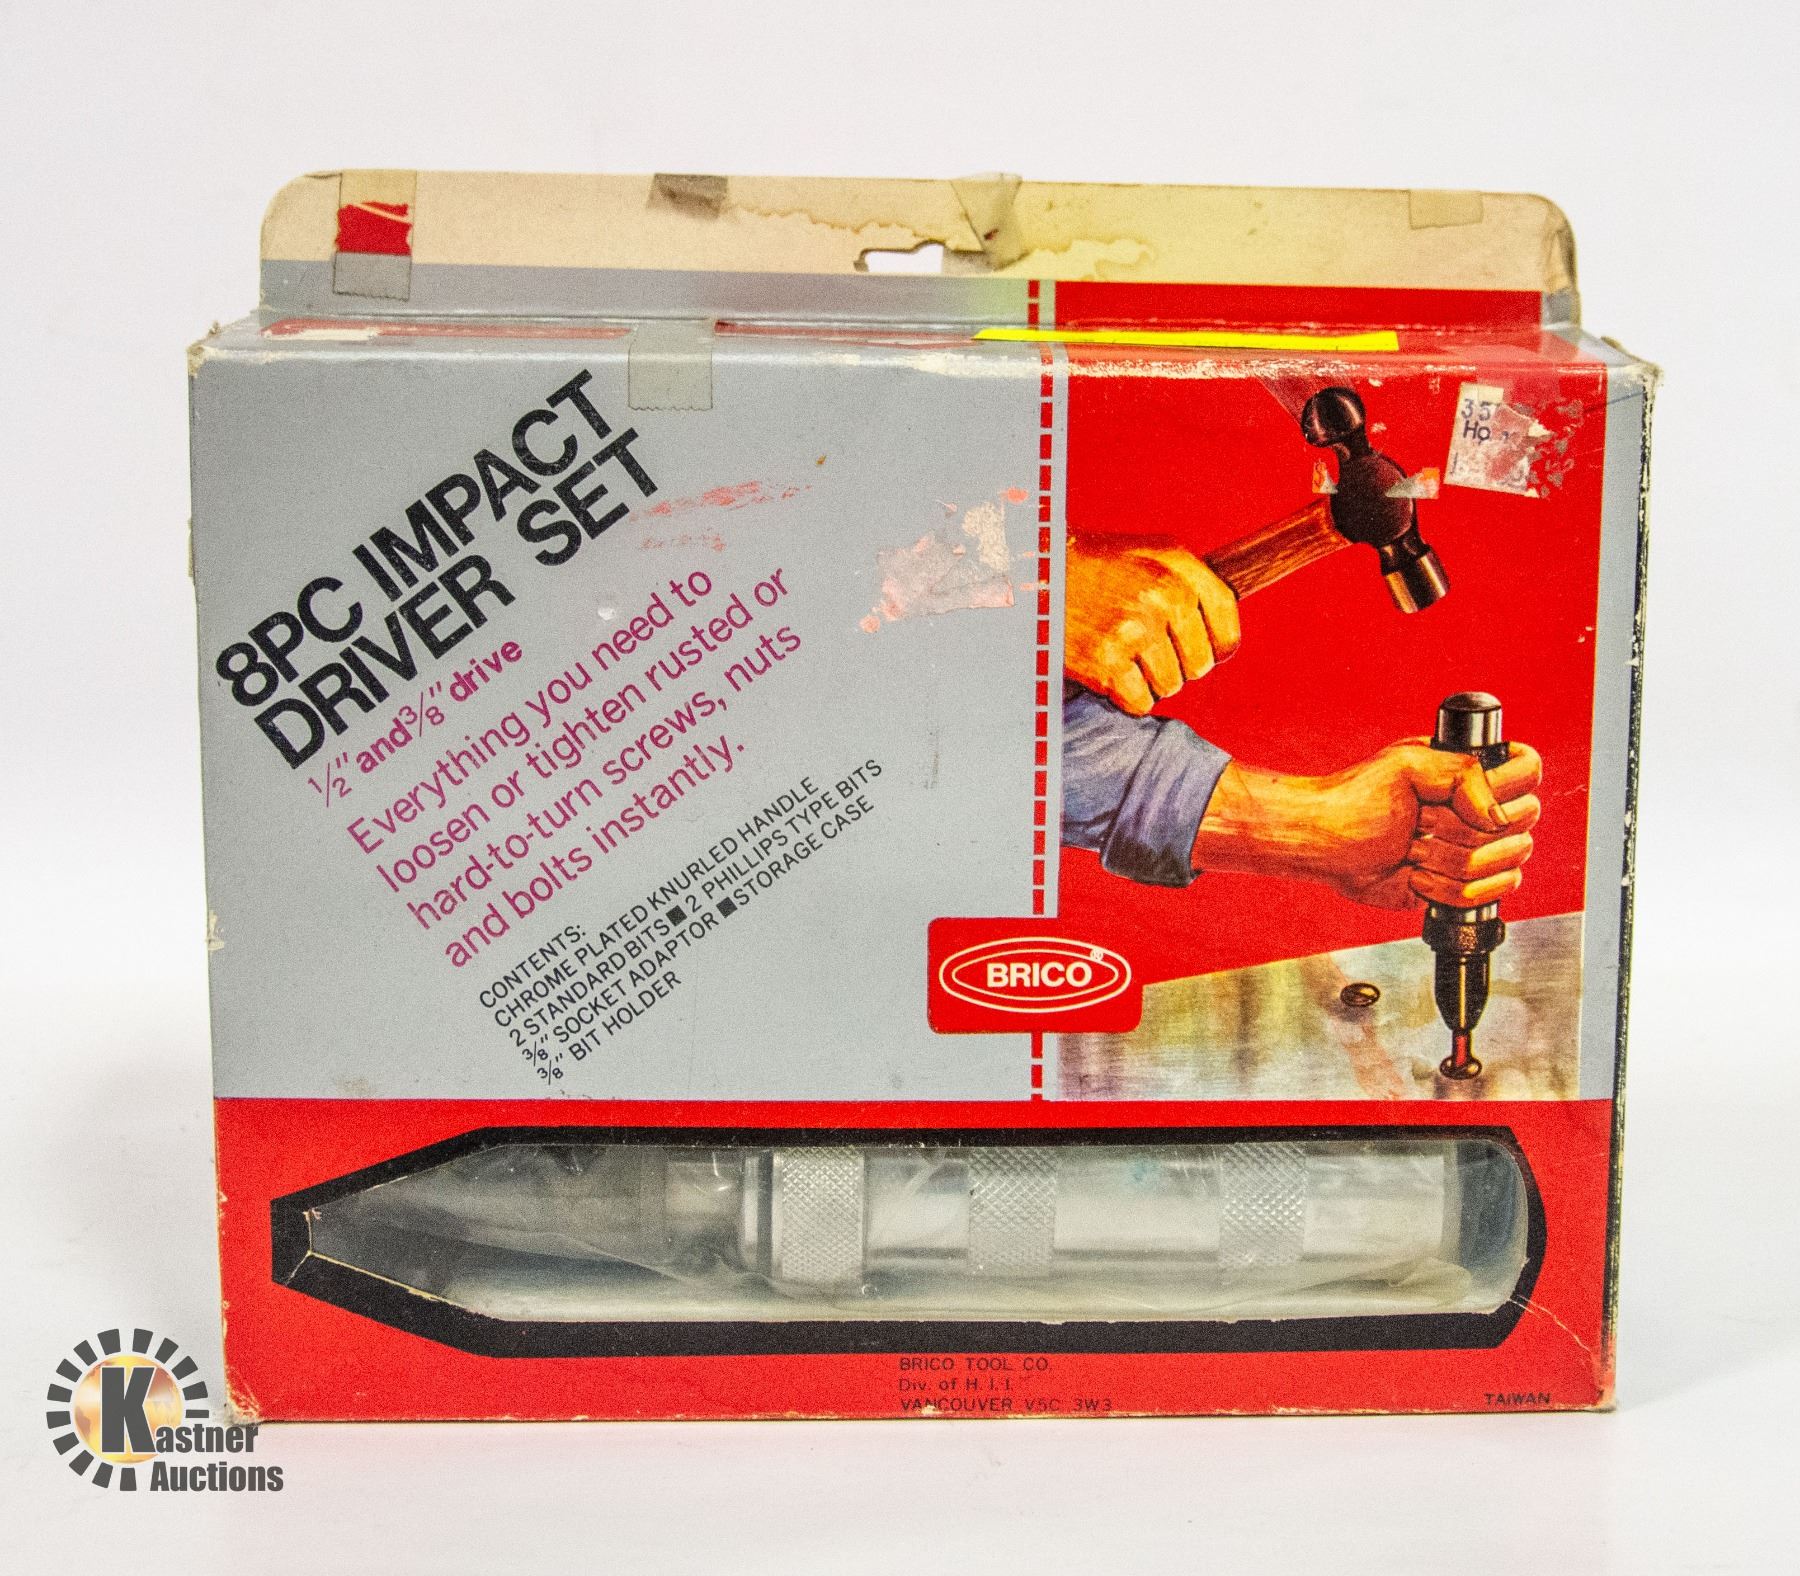 8PC IMPACT
DRIVER SET
1/2" and 3/8" drive
Everything you need to
loosen or tighten rusted or
hard-to-turn screws, nuts
and bolts instantly.
CONTENTS:
CHROME PLATED KNURLED HANDLE
2 STANDARD BITS ■ 2 PHILLIPS TYPE BITS
3/8" SOCKET ADAPTOR ■ STORAGE CASE
3/8" BIT HOLDER
BRICO
BRICO TOOL CO.
Div. of H.I.I.
VANCOUVER V5C 3W3
TAIWAN
Kastner
Auctions